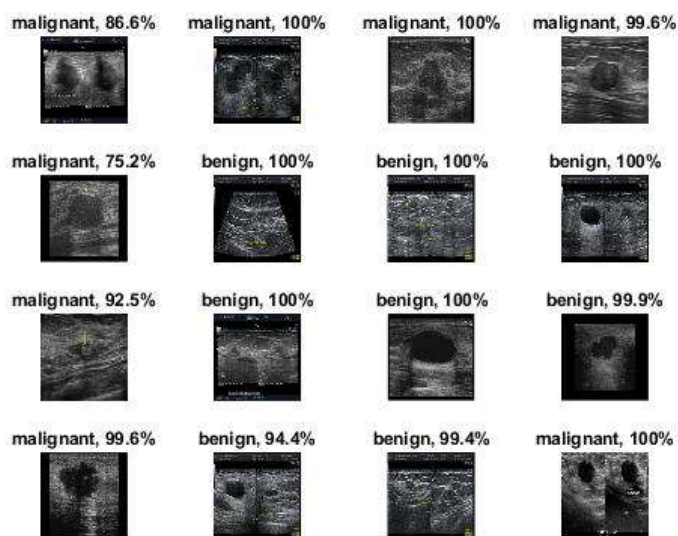 malignant, 86.6%
malignant, 100%
malignant, 100%
malignant, 99.6%
malignant, 75.2%
benign, 100%
benign, 100%
benign, 100%
malignant, 92.5%
benign, 100%
benign, 100%
benign, 99.9%
malignant, 99.6%
benign, 94.4%
benign, 99.4%
malignant, 100%